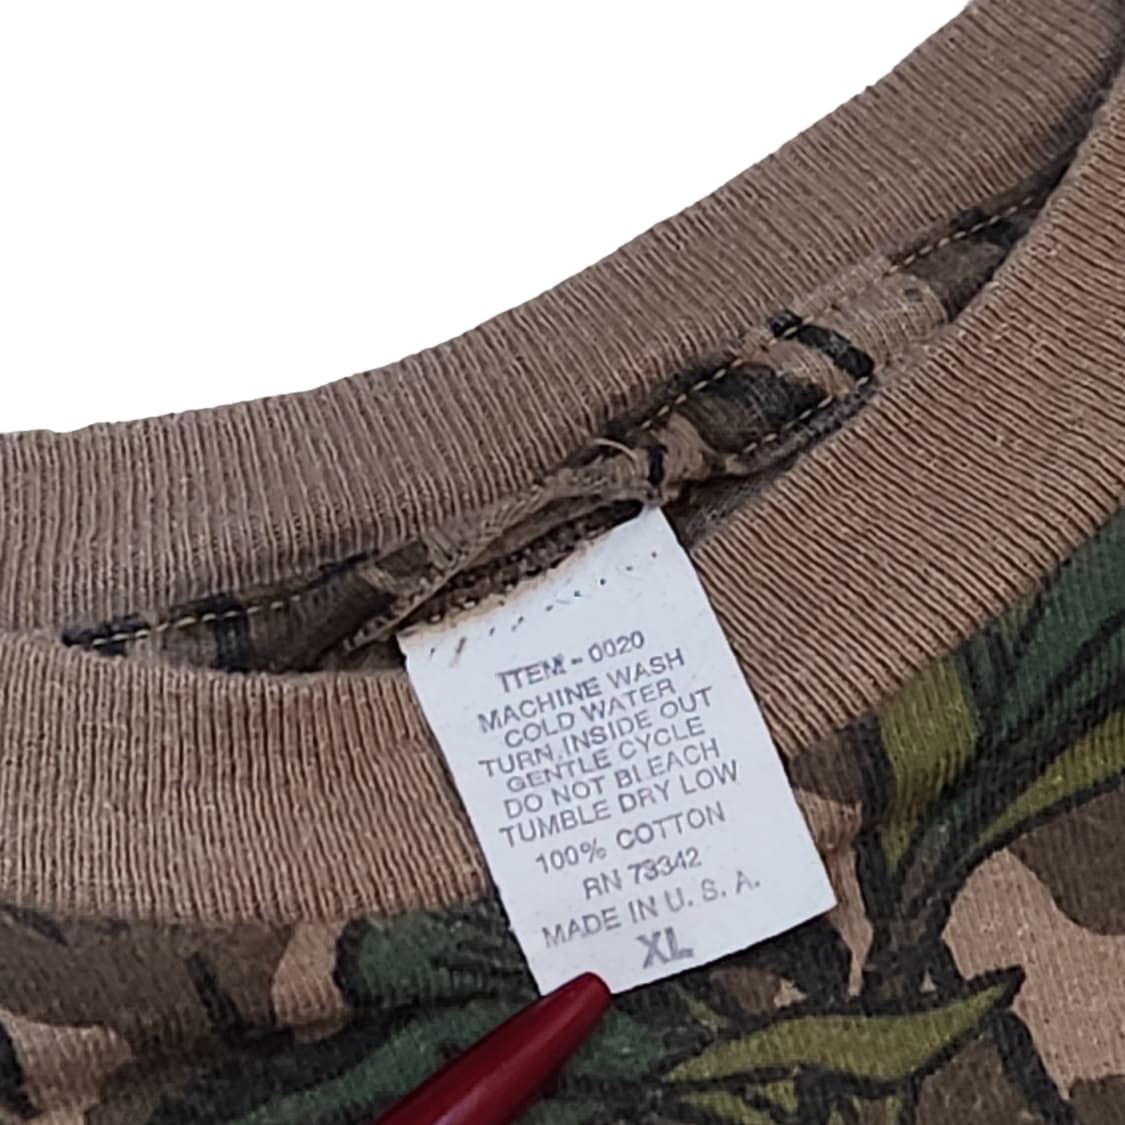 ITEM - 0020
MACHINE WASH
COLD WATER
TURN INSIDE OUT
GENTLE CYCLE
DO NOT BLEACH
TUMBLE DRY LOW
100% COTTON
RN 73342
MADE IN U. S. A.
XL